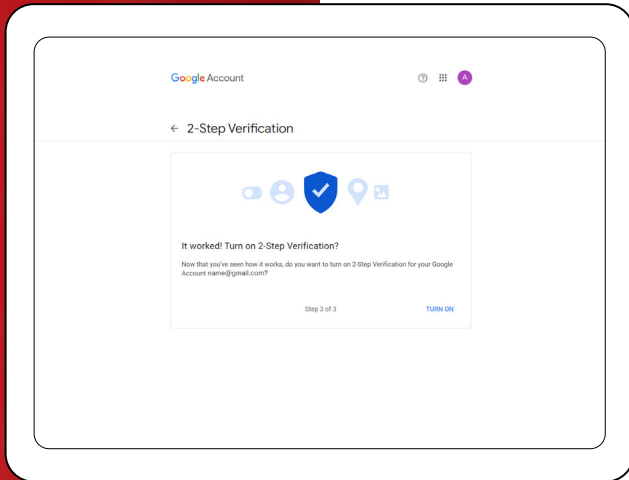 Google Account
A
2-Step Verification
It worked! Turn on 2-Step Verification?
Now that you've seen how it works, do you want to turn on 2-Step Verification for your Google
Account name@gmail.com?
Step 3 of 3
TURN ON